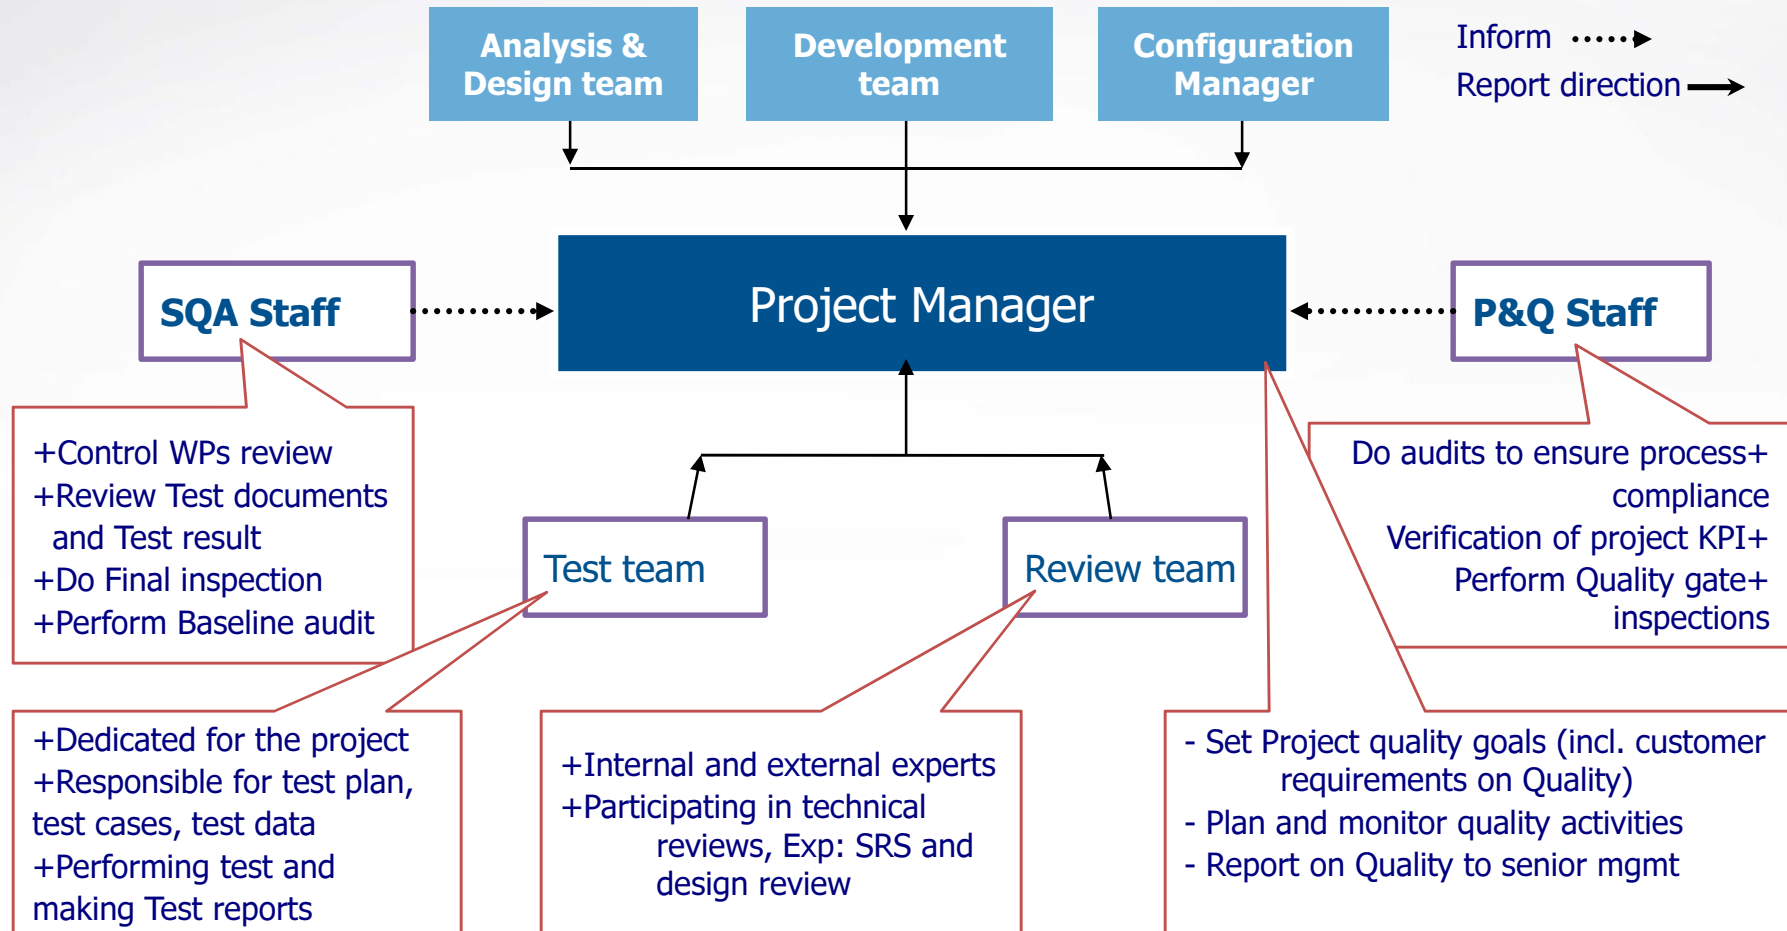 Analysis &
Design team
Development
team
Configuration
Manager
Inform
Report direction
Project Manager
SQA Staff
P&Q Staff
+Control WPs review
+Review Test documents
and Test result
+Do Final inspection
+Perform Baseline audit
Do audits to ensure process+
compliance
Verification of project KPI+
Perform Quality gate+
inspections
Test team
Review team
+Dedicated for the project
+Responsible for test plan,
test cases, test data
+Performing test and
making Test reports
+Internal and external experts
+Participating in technical
reviews, Exp: SRS and
design review
- Set Project quality goals (incl. customer
requirements on Quality)
- Plan and monitor quality activities
- Report on Quality to senior mgmt